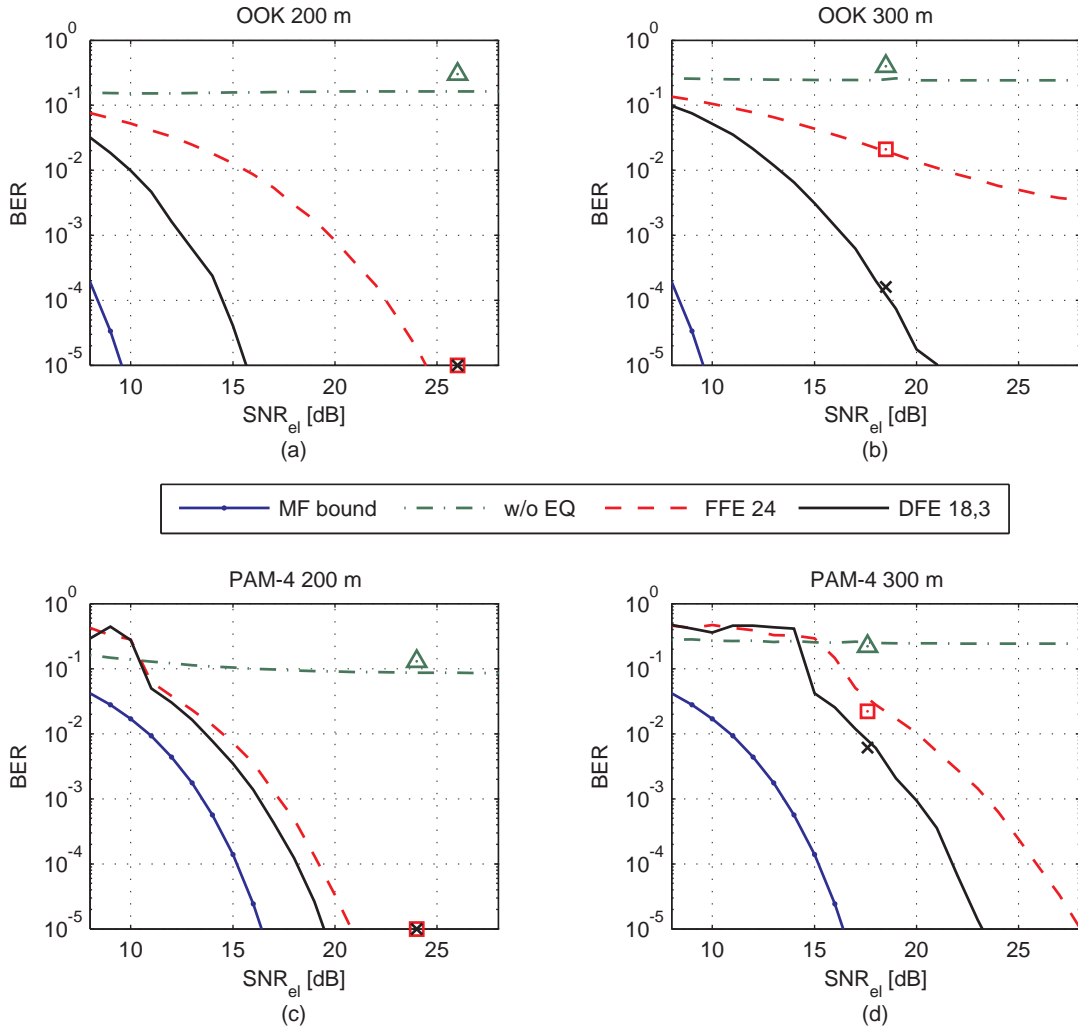 OOK 200 m
10^0
10^-1
10^-2
10^-3
10^-4
10^-5
BER
10 15 20 25
SNR_el [dB]
(a)
OOK 300 m
10^0
10^-1
10^-2
10^-3
10^-4
10^-5
BER
10 15 20 25
SNR_el [dB]
(b)
MF bound w/o EQ FFE 24 DFE 18,3
PAM-4 200 m
10^0
10^-1
10^-2
10^-3
10^-4
10^-5
BER
10 15 20 25
SNR_el [dB]
(c)
PAM-4 300 m
10^0
10^-1
10^-2
10^-3
10^-4
10^-5
BER
10 15 20 25
SNR_el [dB]
(d)